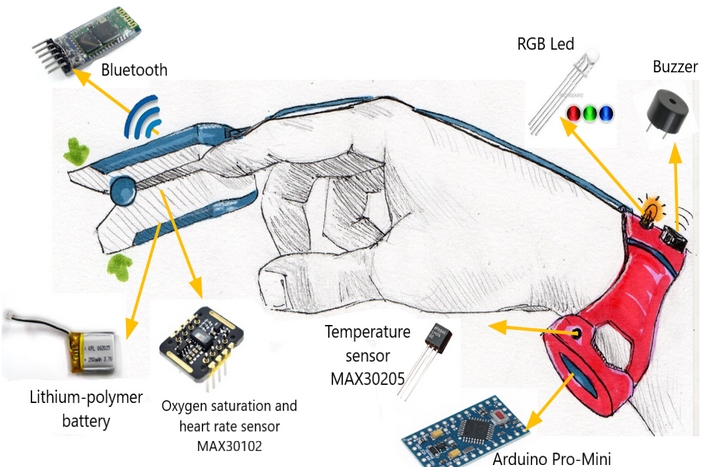 RGB Led
Buzzer
Bluetooth
Temperature
sensor
MAX30205
Lithium-polymer
battery
Oxygen saturation and
heart rate sensor
MAX30102
Arduino Pro-Mini